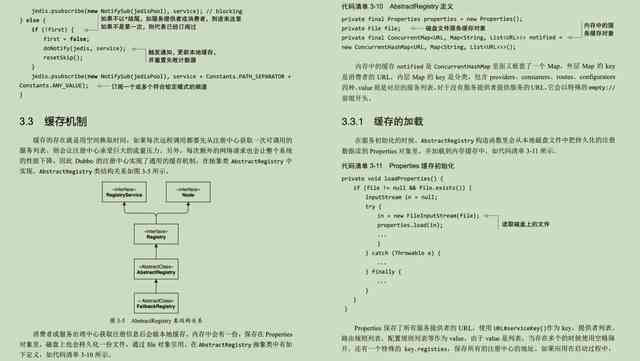 jedis.psubscribe(new NotifySub(jedisPool), service); // blocking
} else {
如果不以*结尾，如服务提供者或消费者，则进来这里
if (!first) {
如果不是第一次，则代表已经订阅过
first = false;
doNotify(jedis, service);
触发通知，更新本地缓存，
resetSkip();
并重置失败计数器
}
jedis.psubscribe(new NotifySub(jedisPool), service + Constants.PATH_SEPARATOR +
Constants.ANY_VALUE);
订阅一个或多个符合给定模式的频道
}
3.3 缓存机制
缓存的存在就是用空间换取时间，如果每次远程调用都要先从注册中心获取一次可调用的
服务列表，则会让注册中心承受巨大的流量压力。另外，每次额外的网络请求也会让整个系统
的性能下降。因此 Dubbo 的注册中心实现了通用的缓存机制，在抽象类 AbstractRegistry 中
实现。AbstractRegistry 类结构关系如图 3-5 所示。
<Interface>
RegistryService
<Interface>
Node
<Interface>
Registry
<AbstractClass>
AbstractRegistry
<AbstractClass>
FailbackRegistry
图 3-5 AbstractRegistry 类结构关系
消费者或服务治理中心获取注册信息后会做本地缓存。内存中会有一份，保存在 Properties
对象里，磁盘上也会持久化一份文件，通过 file 对象引用。在 AbstractRegistry 抽象类中有如
下定义，如代码清单 3-10 所示。
代码清单 3-10 AbstractRegistry 定义
private final Properties properties = new Properties();
private File file;
磁盘文件服务缓存对象
内存中的服
务缓存对象
private final ConcurrentMap<URL, Map<String, List<URL>>> notified =
new ConcurrentHashMap<URL, Map<String, List<URL>>>();
内存中的缓存 notified 是 ConcurrentHashMap 里面又嵌套了一个 Map，外层 Map 的 key
是消费者的 URL，内层 Map 的 key 是分类，包含 providers、consumers、routes、configurators
四种。value 则是对应的服务列表，对于没有服务提供者提供服务的 URL，它会以特殊的 empty://
前缀开头。
3.3.1 缓存的加载
在服务初始化的时候，AbstractRegistry 构造函数里会从本地磁盘文件中把持久化的注册
数据读到 Properties 对象里，并加载到内存缓存中，如代码清单 3-11 所示。
代码清单 3-11 Properties 缓存初始化
private void loadProperties() {
if (file != null && file.exists()) {
InputStream in = null;
try {
in = new FileInputStream(file);
读取磁盘上的文件
properties.load(in);
...
}
} catch (Throwable e) {
...
} finally {
...
}
}
Properties 保存了所有服务提供者的 URL，使用 URL#serviceKey()作为 key，提供者列表、
路由规则列表、配置规则列表等作为 value。由于 value 是列表，当存在多个的时候使用空格隔
开。还有一个特殊的 key.registies，保存所有的注册中心的地址。如果应用在启动过程中，